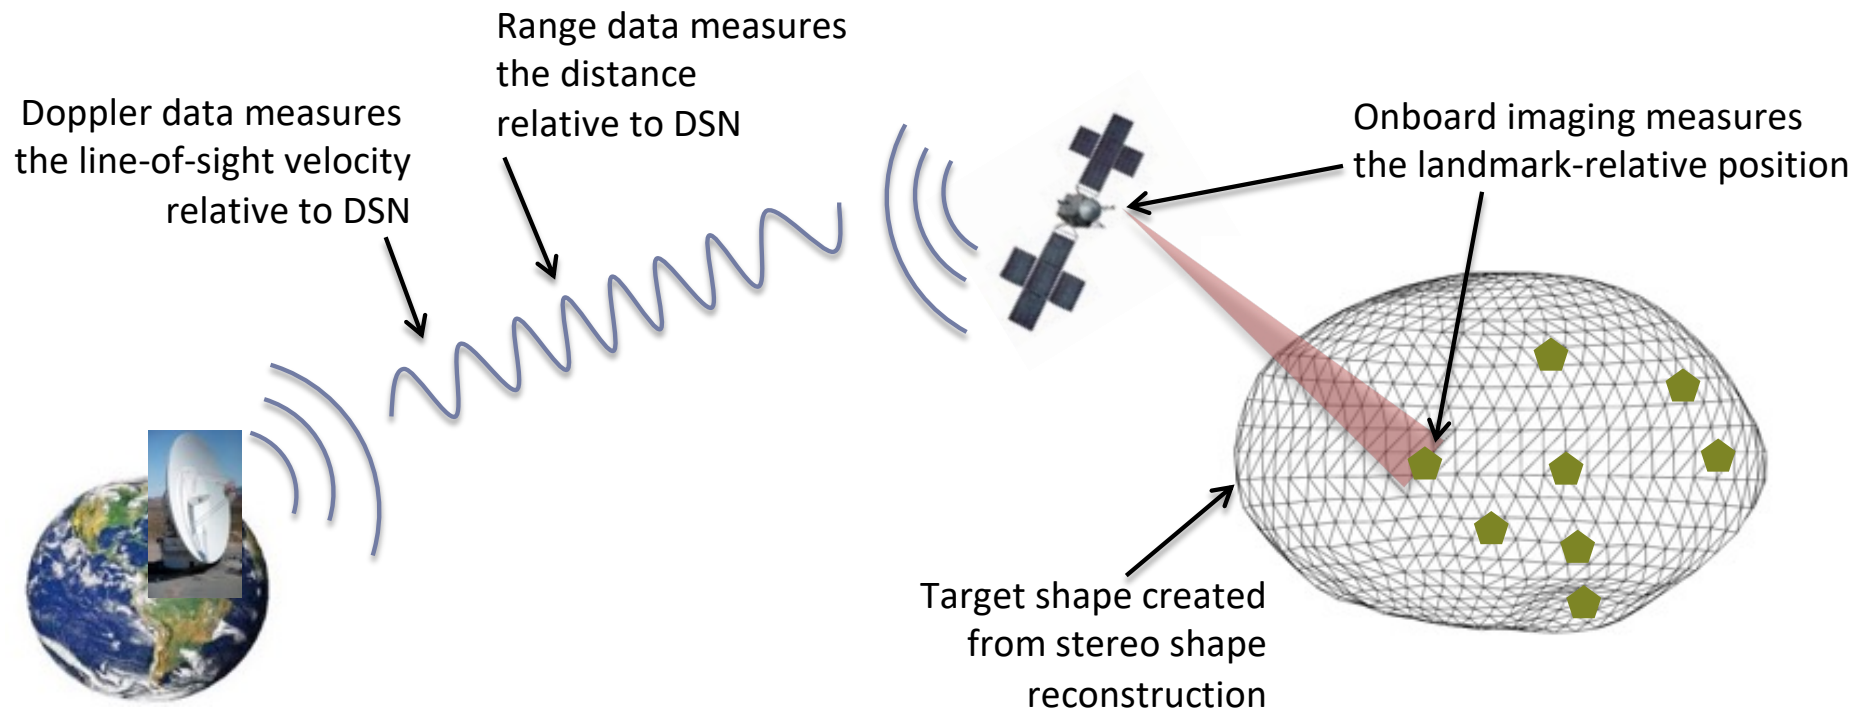 Range data measures
the distance
relative to DSN
Doppler data measures
the line-of-sight velocity
relative to DSN
Onboard imaging measures
the landmark-relative position
Target shape created
from stereo shape
reconstruction